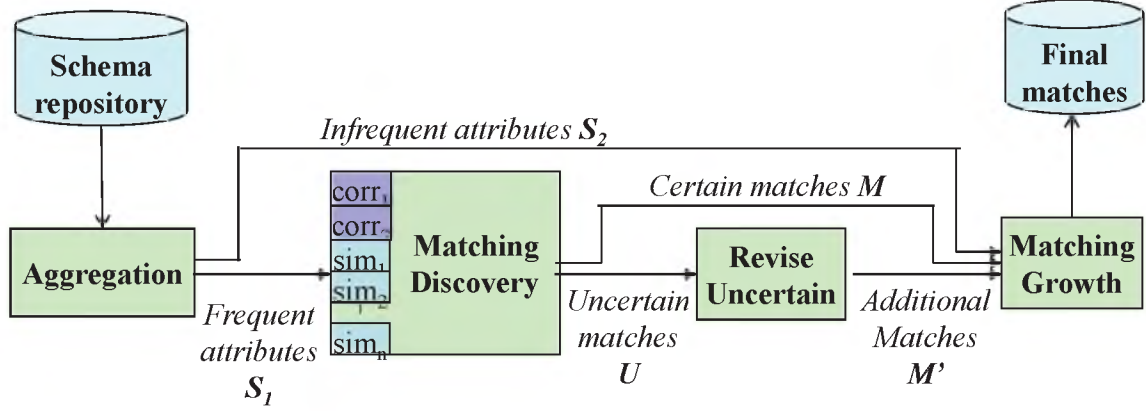 Schema
repository
Final
matches
Infrequent attributes S₂
Certain matches M
Aggregation
corr₁
corr
sim₁
sim₂
simₙ
Matching
Discovery
Revise
Uncertain
Matching
Growth
Frequent
attributes
S₁
Uncertain
matches
U
Additional
Matches
M’